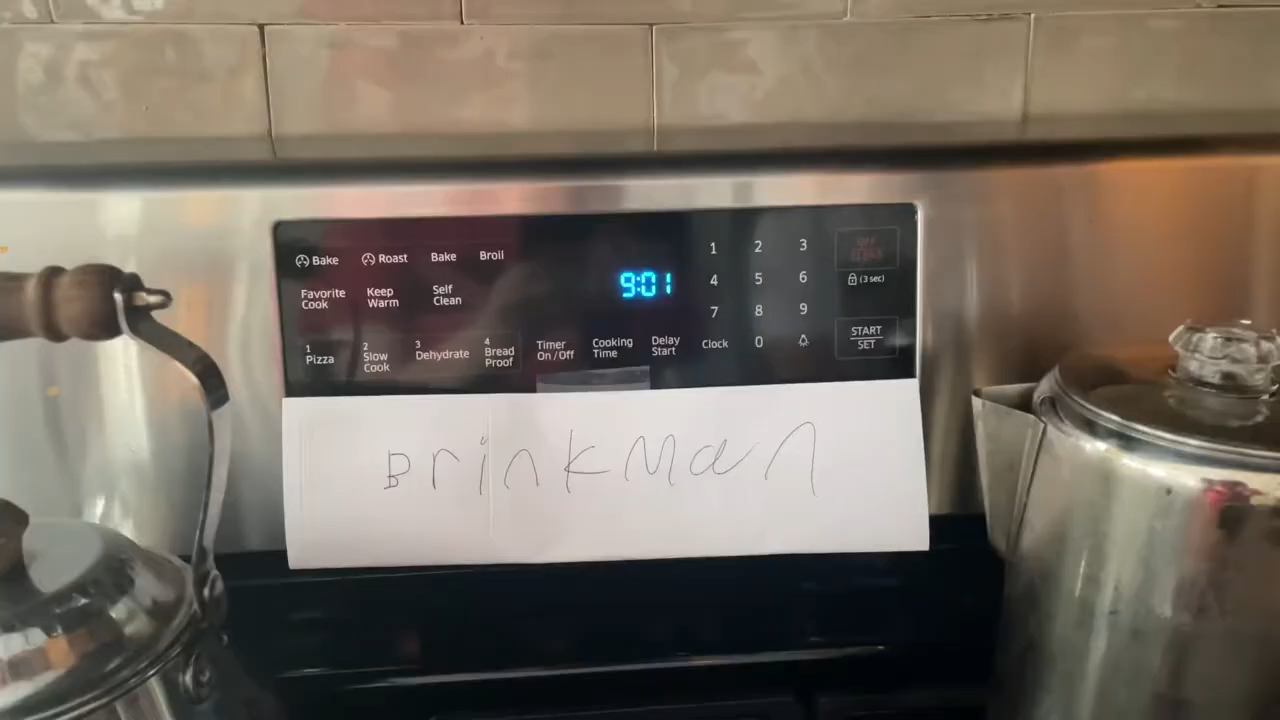 Bake Roast Bake Broil
Favorite Cook Keep Warm Self Clean
9:01
1 2 3
4 5 6
7 8 9
Clock 0
(3 sec)
START
SET
1 Pizza 2 Slow Cook 3 Dehydrate 4 Bread Proof Timer On/Off Cooking Time Delay Start
Brinkman